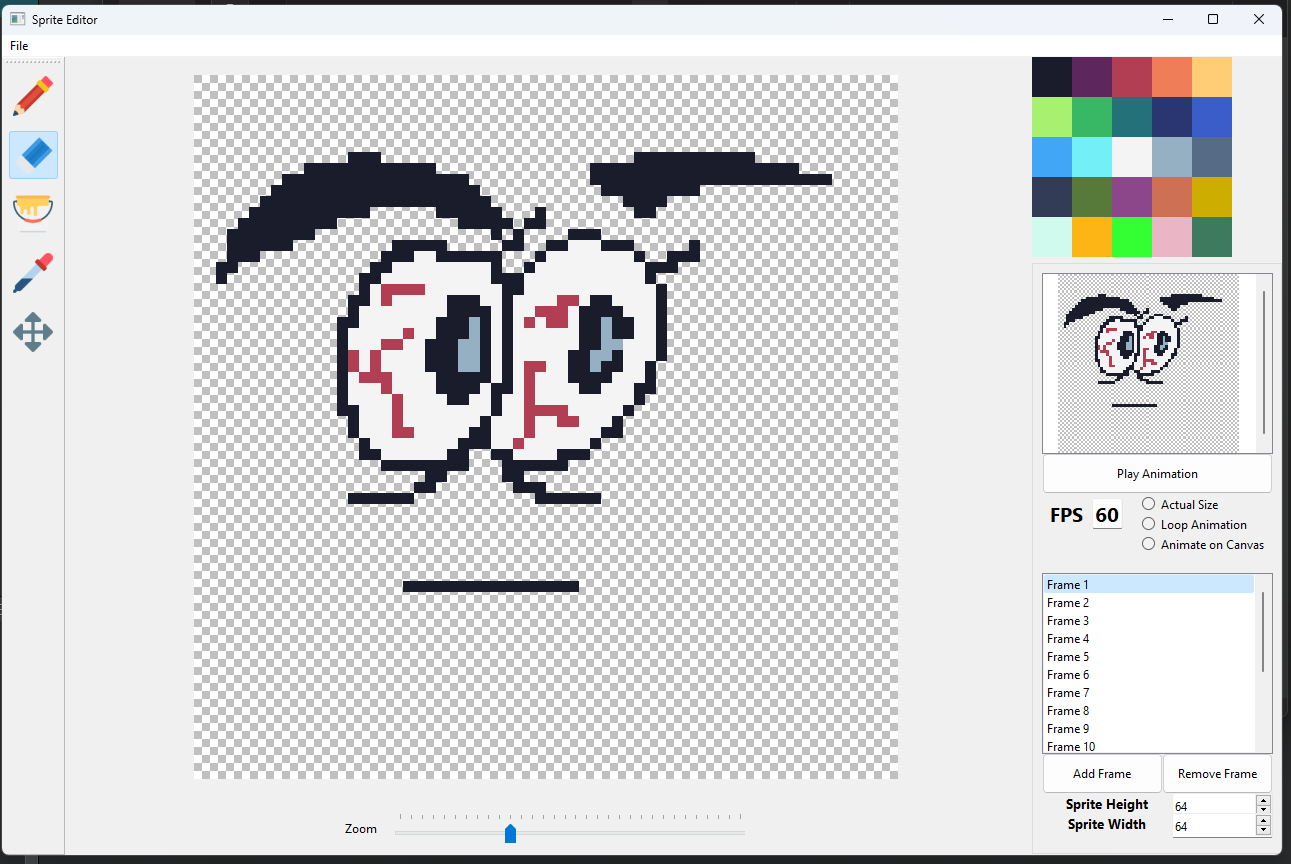 Sprite Editor
File
Play Animation
FPS 60
Actual Size
Loop Animation
Animate on Canvas
Frame 1
Frame 2
Frame 3
Frame 4
Frame 5
Frame 6
Frame 7
Frame 8
Frame 9
Frame 10
Add Frame
Remove Frame
Sprite Height 64
Sprite Width 64
Zoom